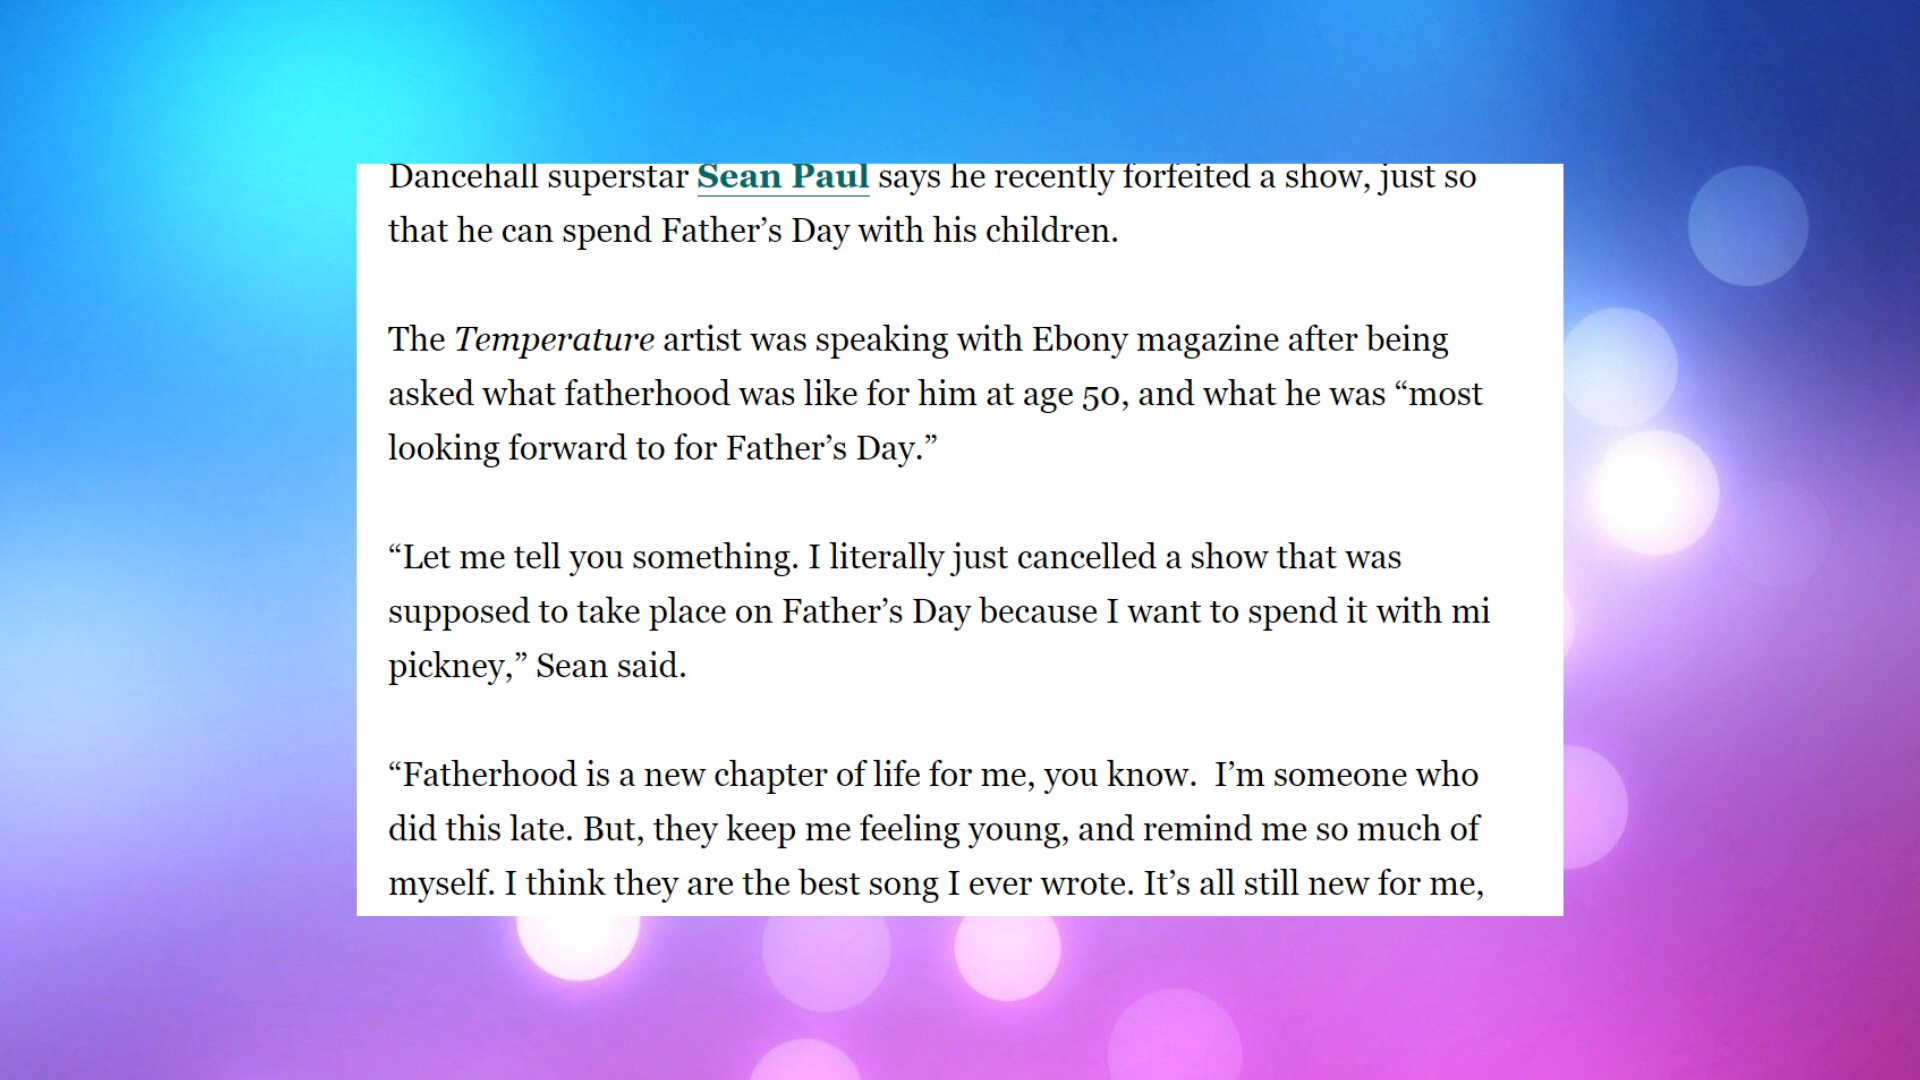 Dancehall superstar Sean Paul says he recently forfeited a show, just so
that he can spend Father’s Day with his children.
The Temperature artist was speaking with Ebony magazine after being
asked what fatherhood was like for him at age 50, and what he was “most
looking forward to for Father’s Day.”
“Let me tell you something. I literally just cancelled a show that was
supposed to take place on Father’s Day because I want to spend it with mi
pickney,” Sean said.
“Fatherhood is a new chapter of life for me, you know.  I’m someone who
did this late. But, they keep me feeling young, and remind me so much of
myself. I think they are the best song I ever wrote. It’s all still new for me,